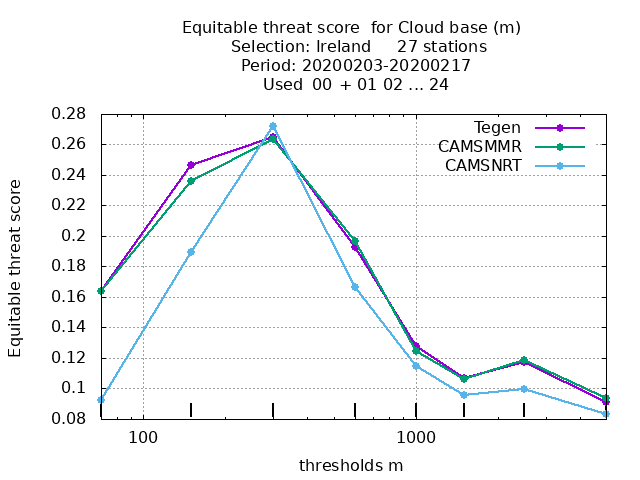 Equitable threat score for Cloud base (m)
Selection: Ireland 27 stations
Period: 20200203-20200217
Used 00 + 01 02 ... 24
0.28
0.26
0.24
0.22
0.2
0.18
0.16
0.14
0.12
0.1
0.08
Equitable threat score
Tegen
CAMSMMR
CAMSNRT
100
1000
thresholds m